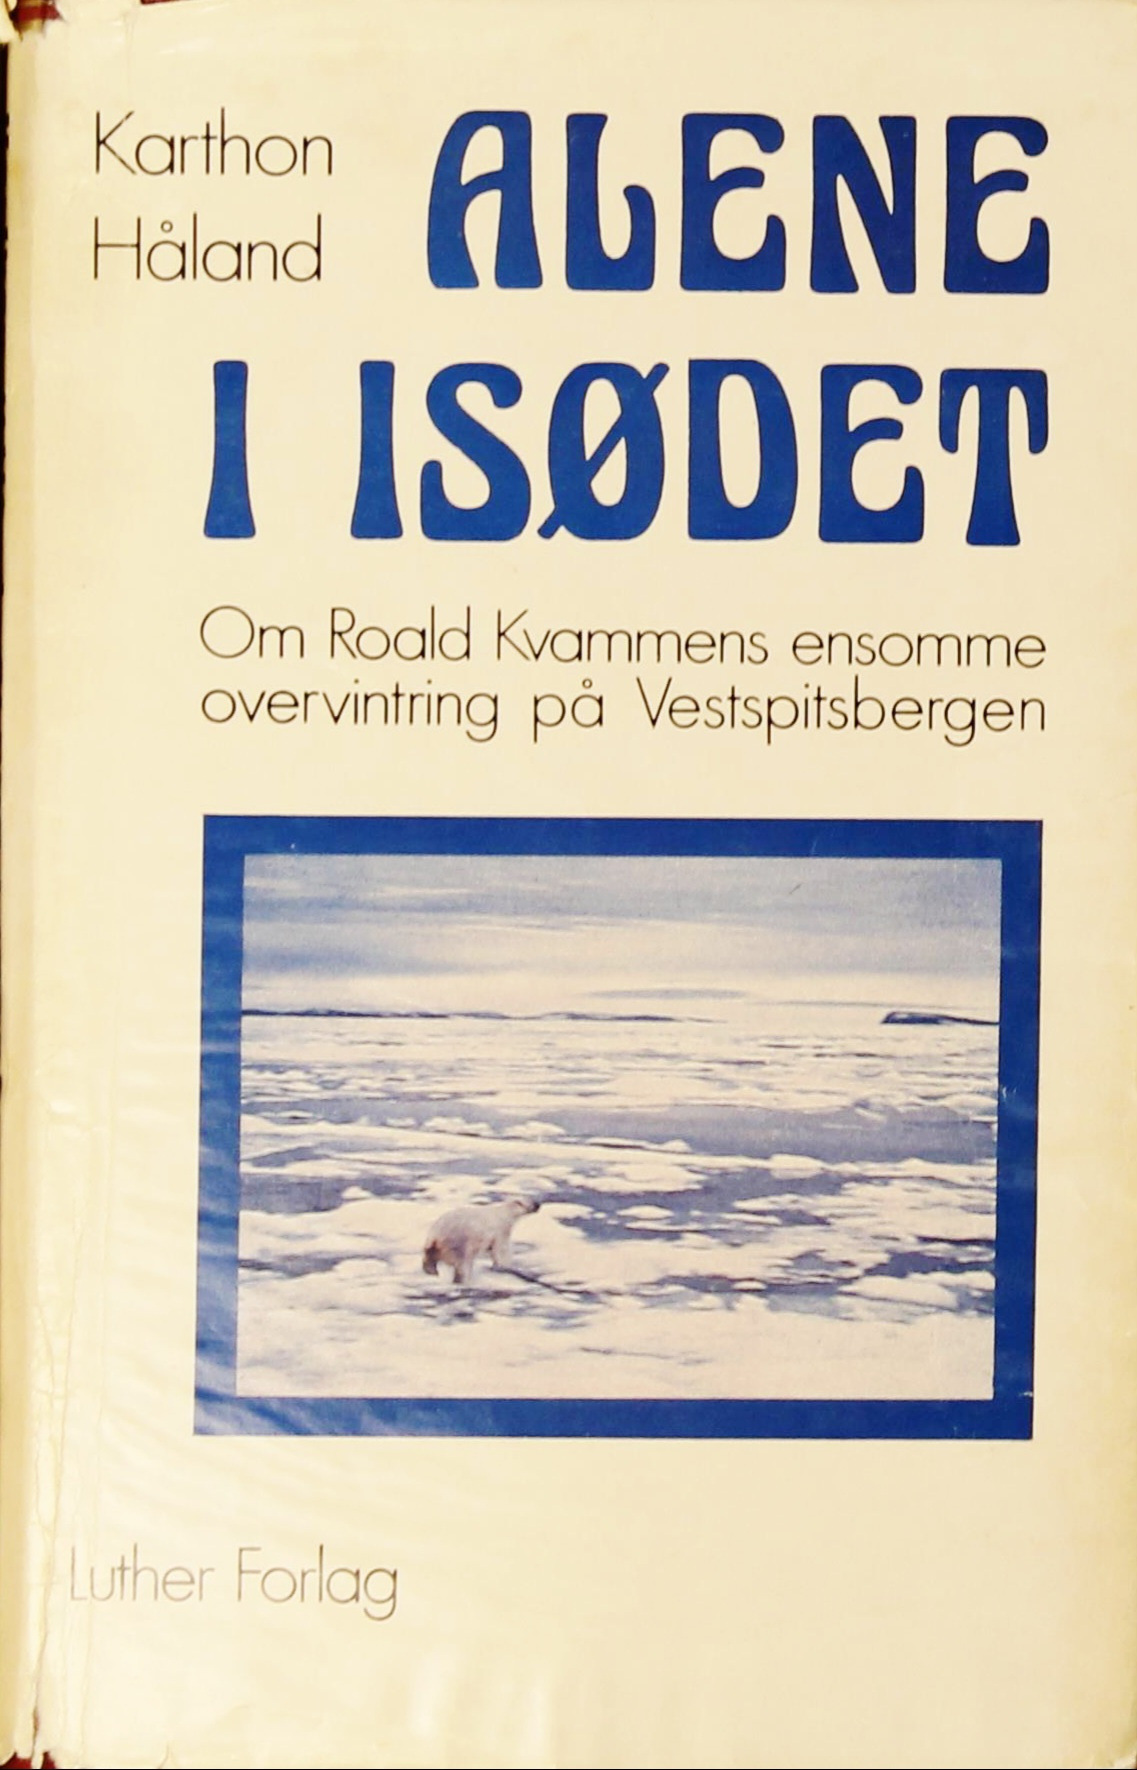 Karthon
Håland
ALENE
I ISØDET
Om Roald Kvammens ensomme
overvintring på Vestspitsbergen
Luther Forlag